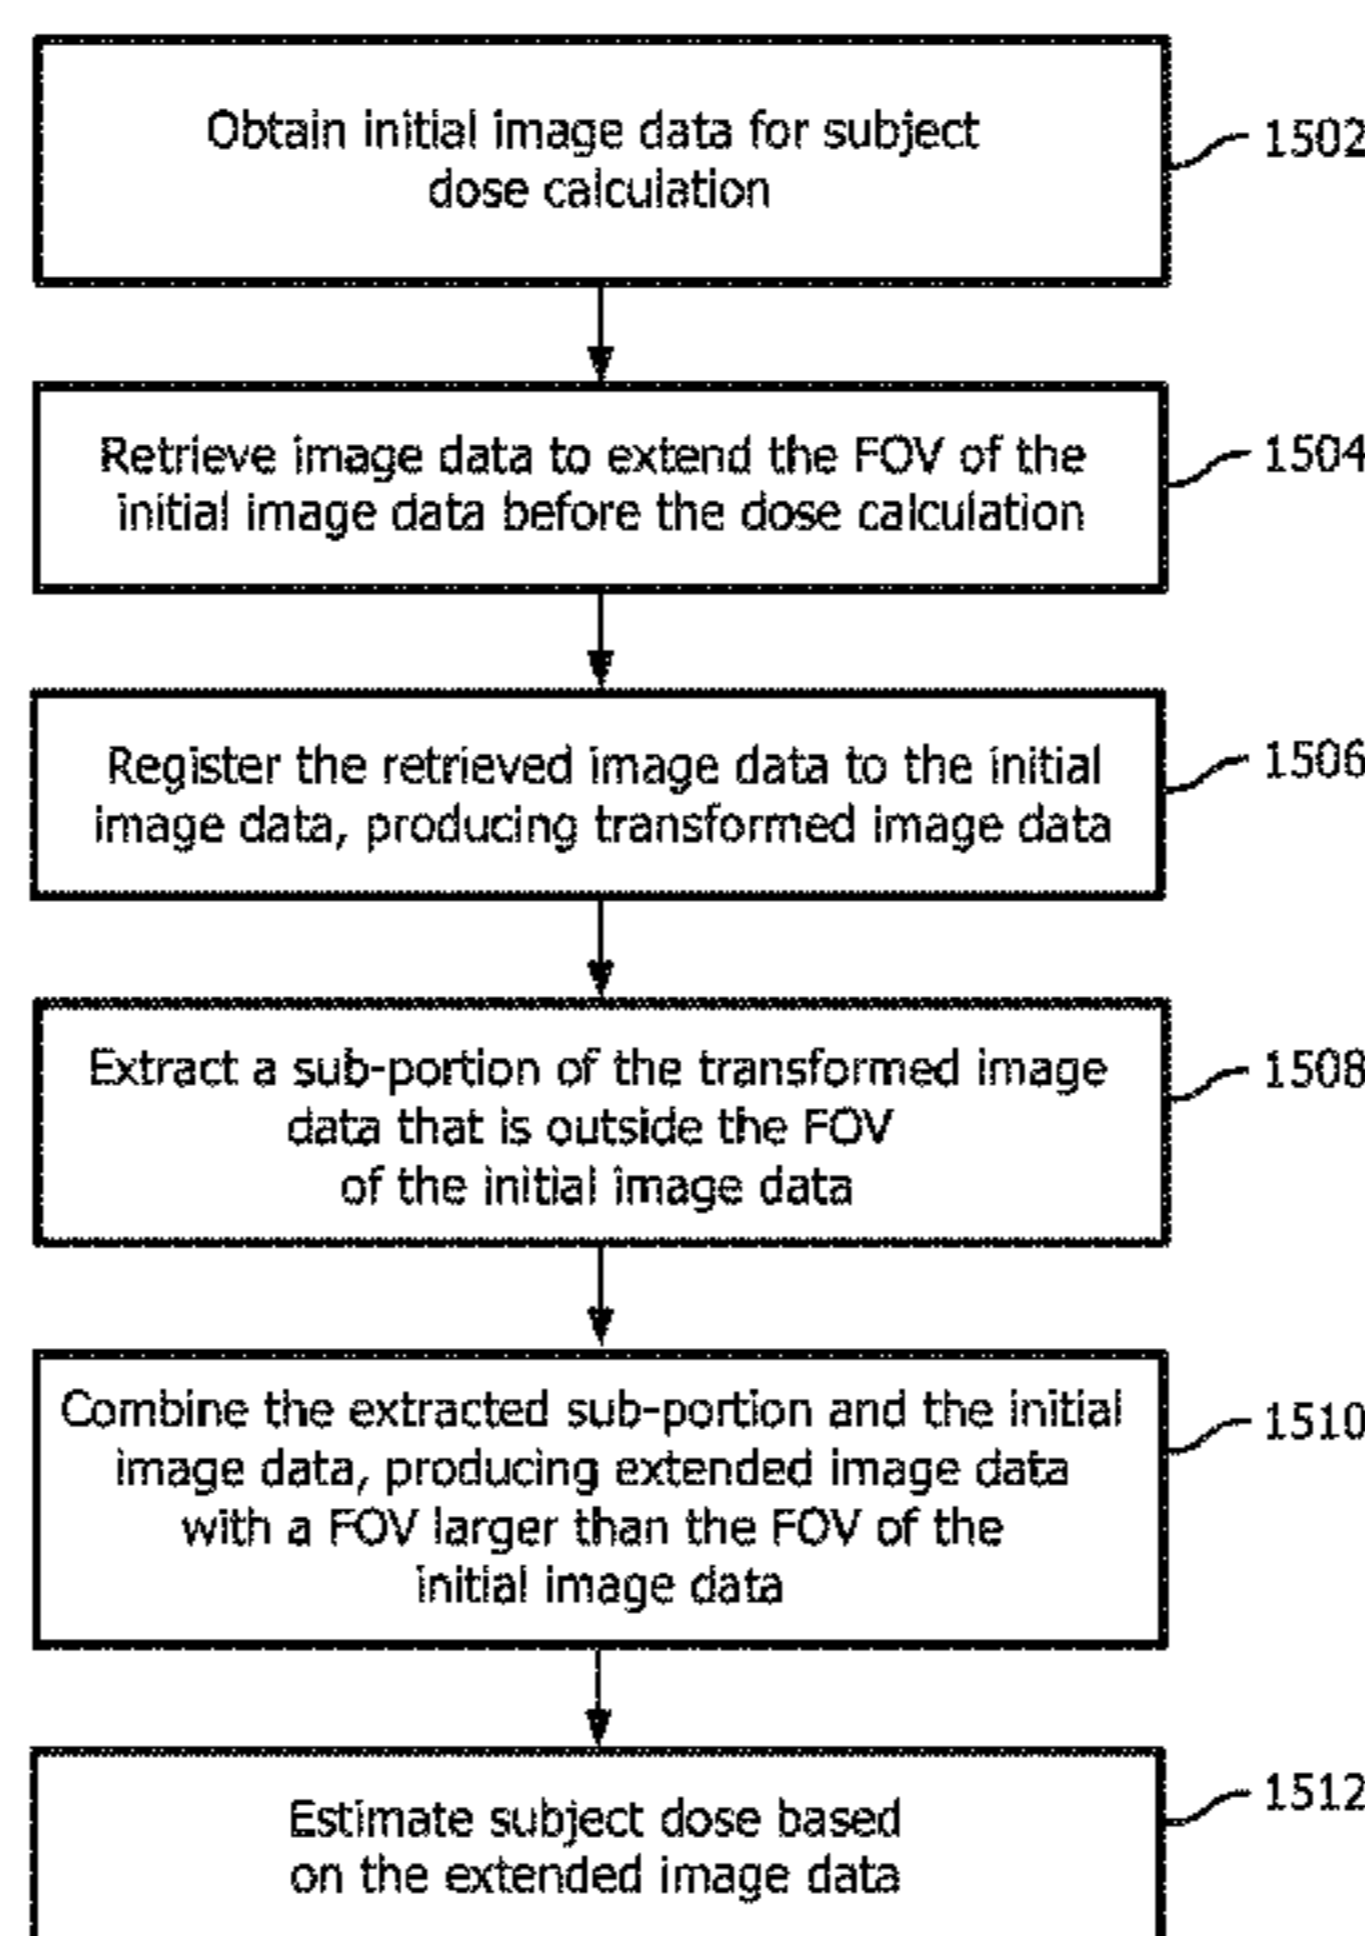 Obtain initial image data for subject
dose calculation
1502
Retrieve image data to extend the FOV of the
initial image data before the dose calculation
1504
Register the retrieved image data to the initial
image data, producing transformed image data
1506
Extract a sub-portion of the transformed image
data that is outside the FOV
of the initial image data
1508
Combine the extracted sub-portion and the initial
image data, producing extended image data
with a FOV larger than the FOV of the
initial image data
1510
Estimate subject dose based
on the extended image data
1512